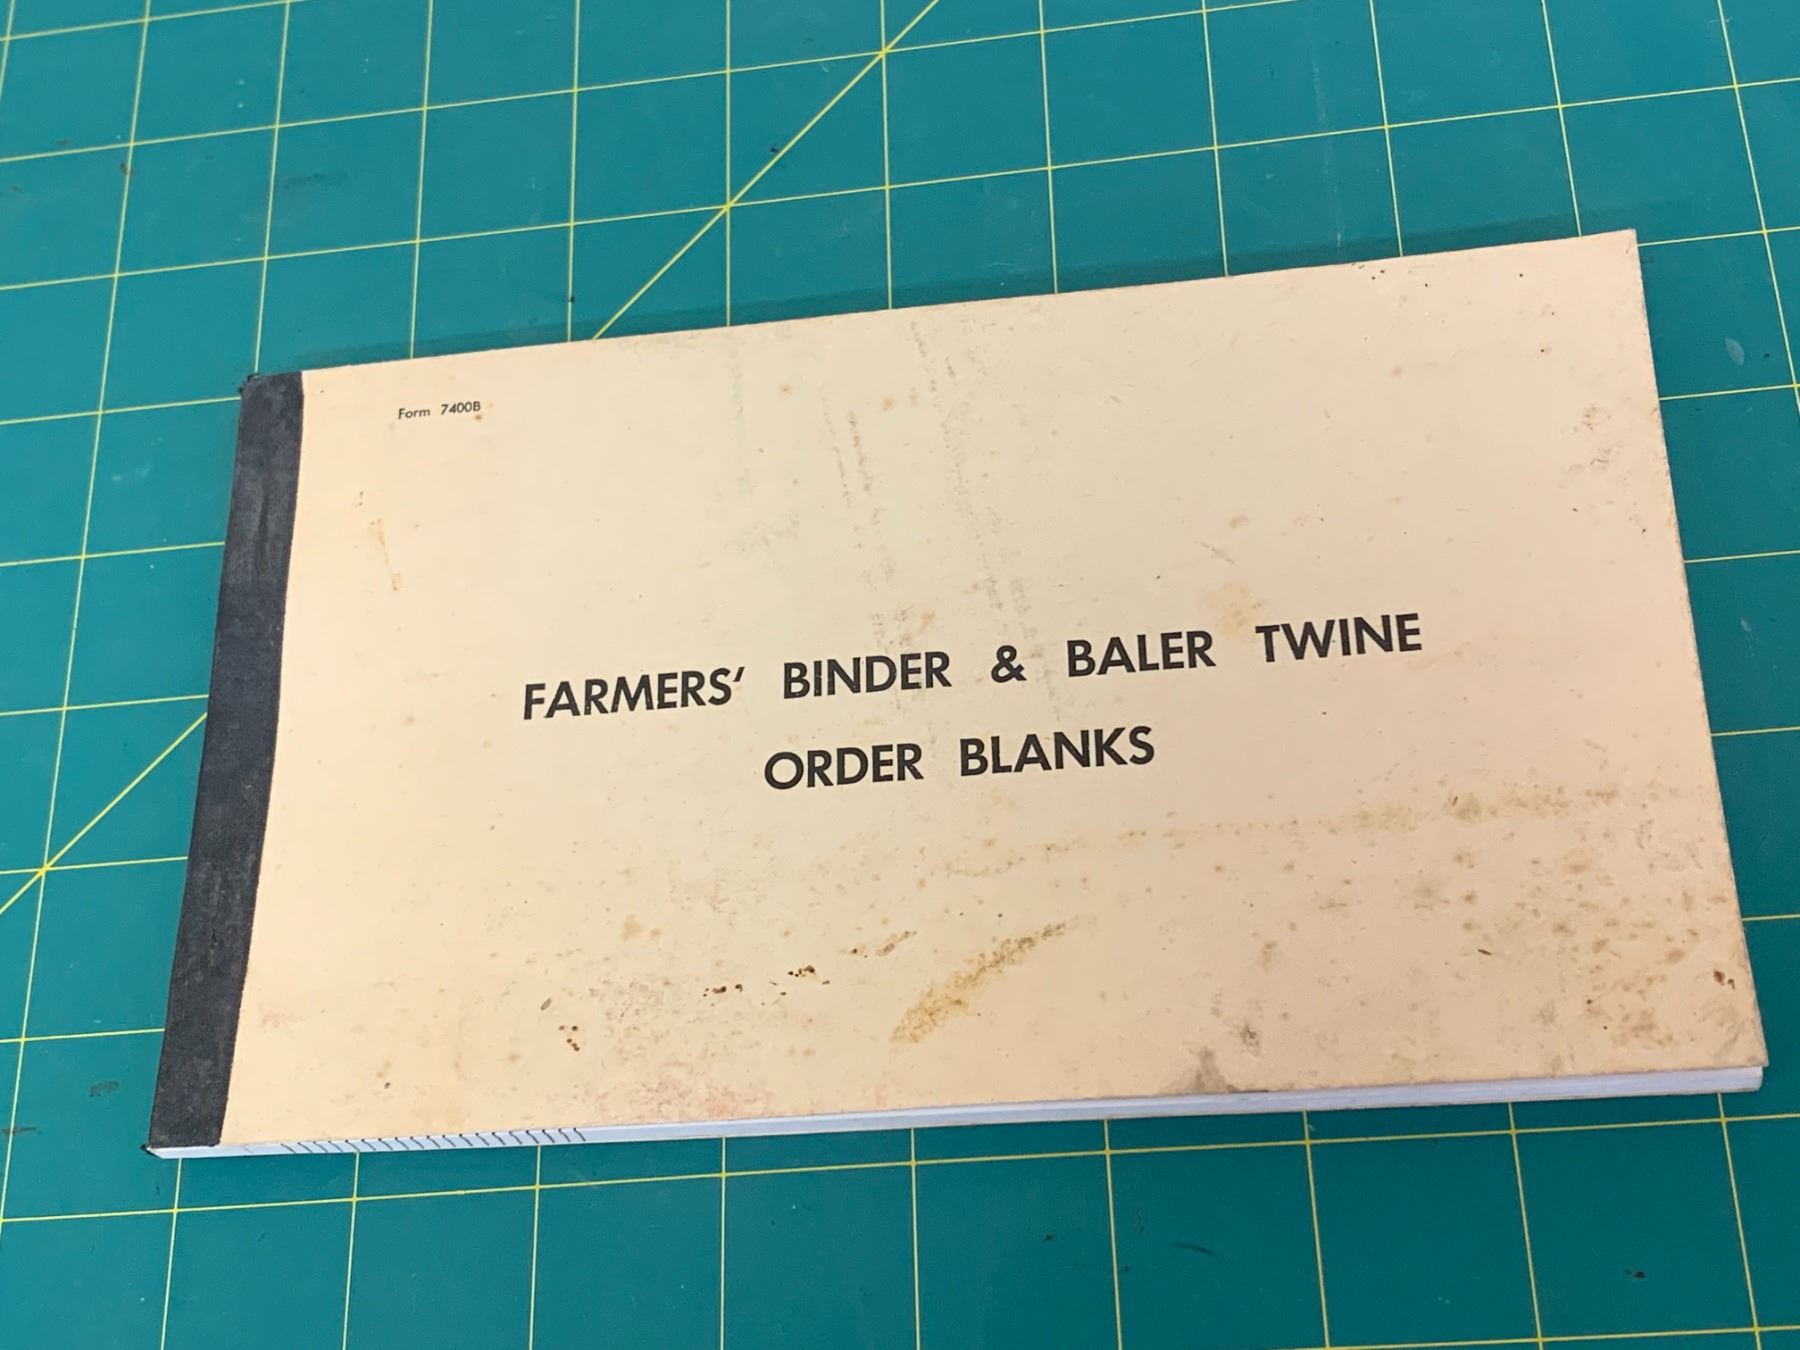 Form 7400B
FARMERS' BINDER & BALER TWINE
ORDER BLANKS